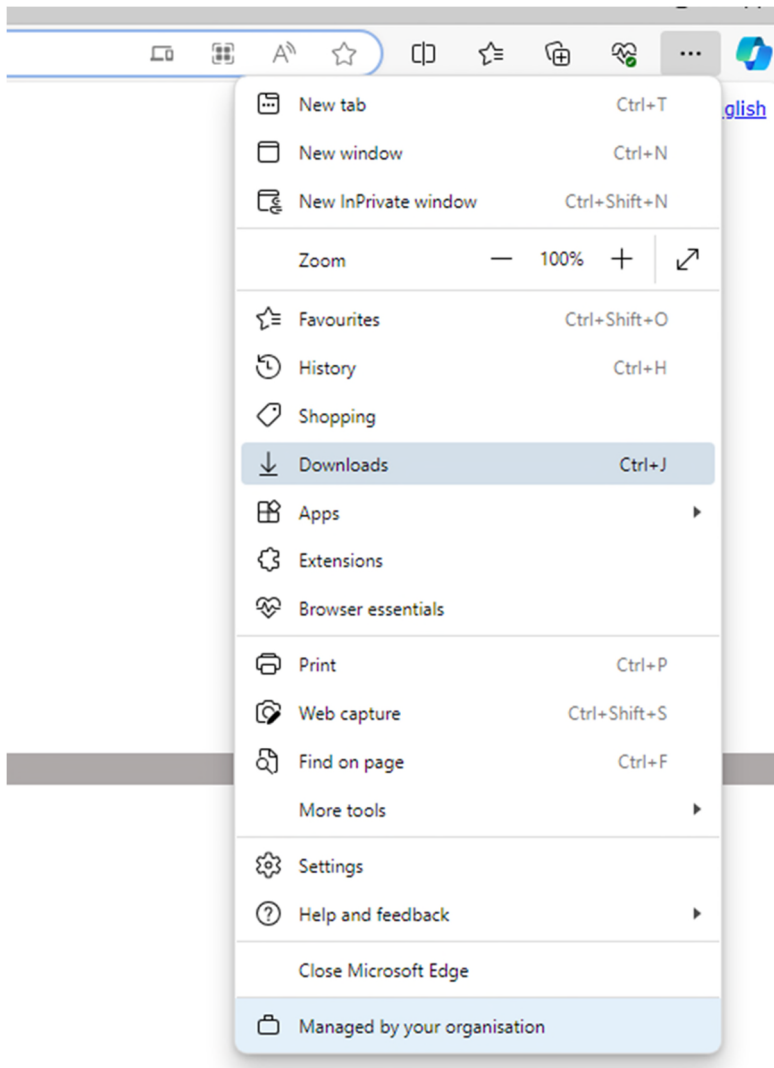 glish
New tab Ctrl+T
New window Ctrl+N
New InPrivate window Ctrl+Shift+N
Zoom — 100% +
Favourites Ctrl+Shift+O
History Ctrl+H
Shopping
Downloads Ctrl+J
Apps
Extensions
Browser essentials
Print Ctrl+P
Web capture Ctrl+Shift+S
Find on page Ctrl+F
More tools
Settings
Help and feedback
Close Microsoft Edge
Managed by your organisation